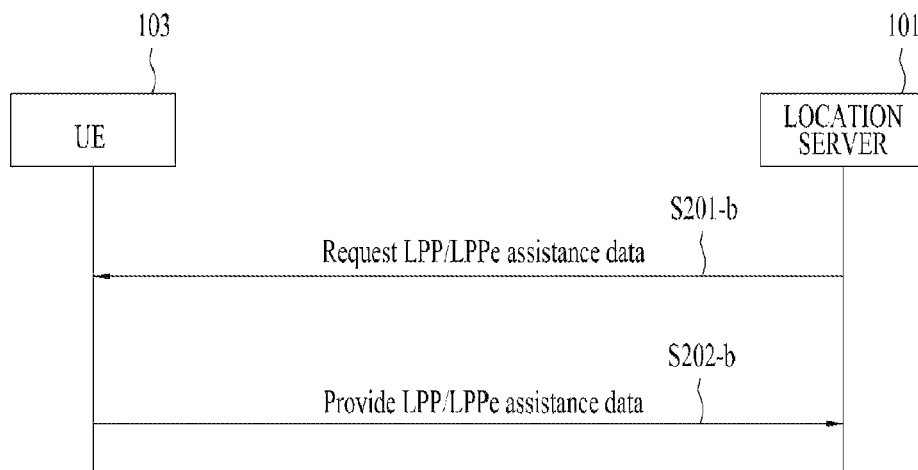 103
101
UE
LOCATION
SERVER
S201-b
Request LPP/LPPe assistance data
S202-b
Provide LPP/LPPe assistance data